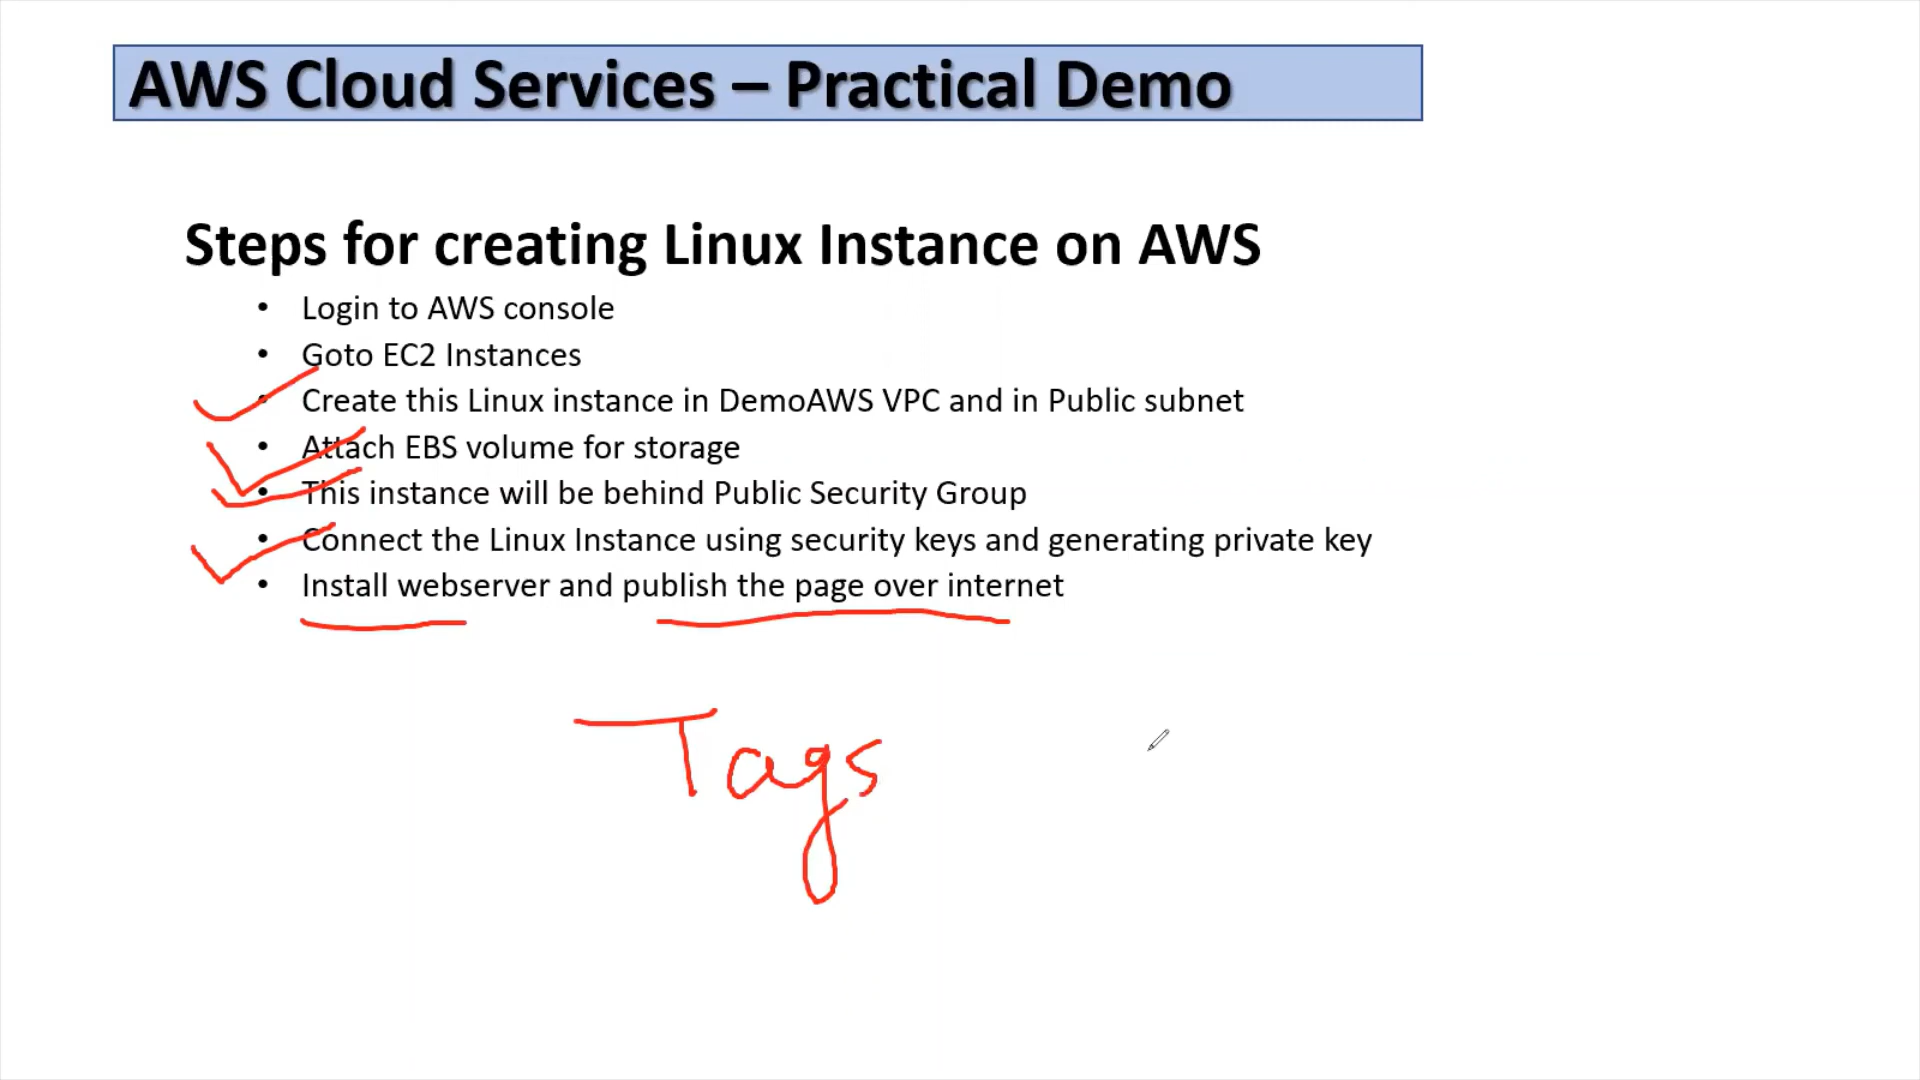 AWS Cloud Services – Practical Demo
Steps for creating Linux Instance on AWS
• Login to AWS console
• Goto EC2 Instances
• Create this Linux instance in DemoAWS VPC and in Public subnet
• Attach EBS volume for storage
• This instance will be behind Public Security Group
• Connect the Linux Instance using security keys and generating private key
• Install webserver and publish the page over internet
Tags